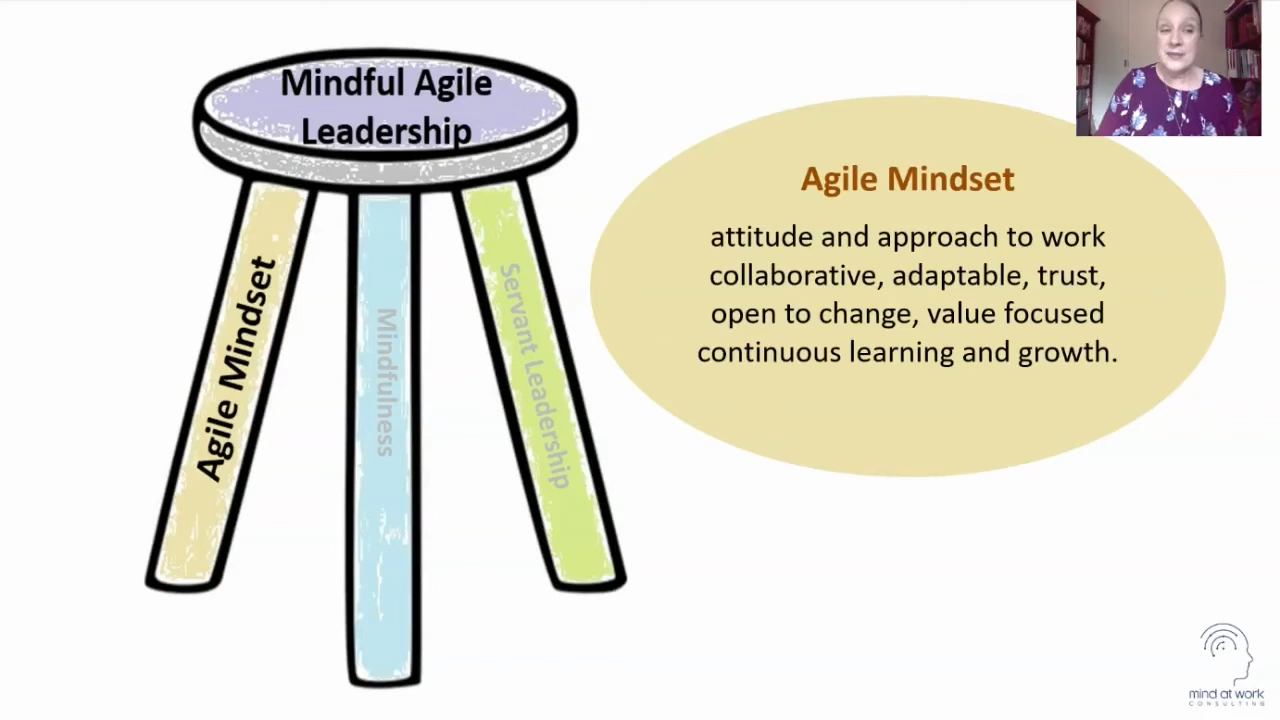 Mindful Agile
Leadership
Agile Mindset
Mindfulness
Servant Leadership
Agile Mindset
attitude and approach to work
collaborative, adaptable, trust,
open to change, value focused
continuous learning and growth.
mind at work
CONSULTING